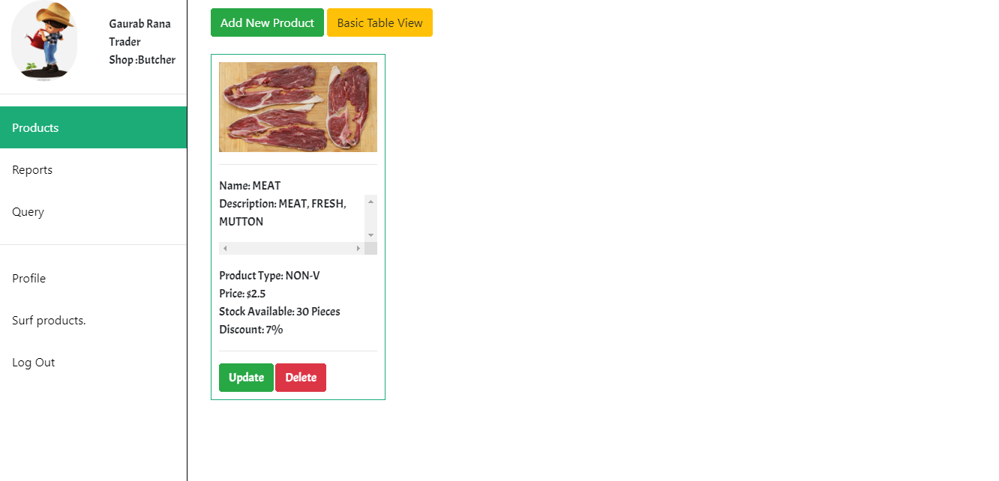 Gaurab Rana
Trader
Shop :Butcher
Products
Reports
Query
Profile
Surf products.
Log Out
Add New Product
Basic Table View
Name: MEAT
Description: MEAT, FRESH,
MUTTON
Product Type: NON-V
Price: $2.5
Stock Available: 30 Pieces
Discount: 7%
Update
Delete